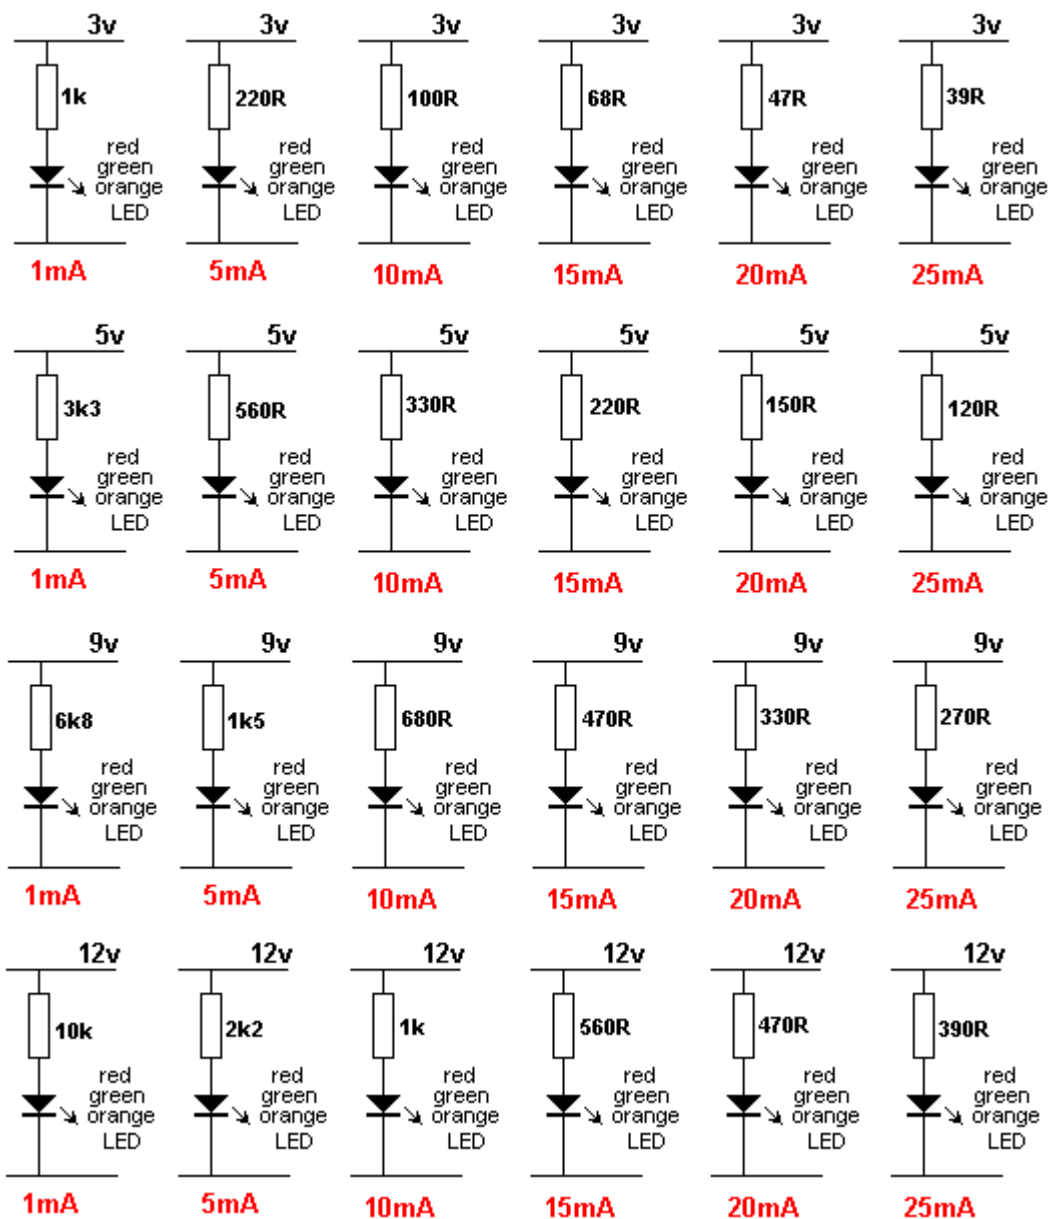 3v 3v 3v 3v 3v 3v
1k 220R 100R 68R 47R 39R
red red red red red red
green green green green green green
orange orange orange orange orange orange
LED LED LED LED LED LED
1mA 5mA 10mA 15mA 20mA 25mA
5v 5v 5v 5v 5v 5v
3k3 560R 330R 220R 150R 120R
red red red red red red
green green green green green green
orange orange orange orange orange orange
LED LED LED LED LED LED
1mA 5mA 10mA 15mA 20mA 25mA
9v 9v 9v 9v 9v 9v
6k8 1k5 680R 470R 330R 270R
red red red red red red
green green green green green green
orange orange orange orange orange orange
LED LED LED LED LED LED
1mA 5mA 10mA 15mA 20mA 25mA
12v 12v 12v 12v 12v 12v
10k 2k2 1k 560R 470R 390R
red red red red red red
green green green green green green
orange orange orange orange orange orange
LED LED LED LED LED LED
1mA 5mA 10mA 15mA 20mA 25mA